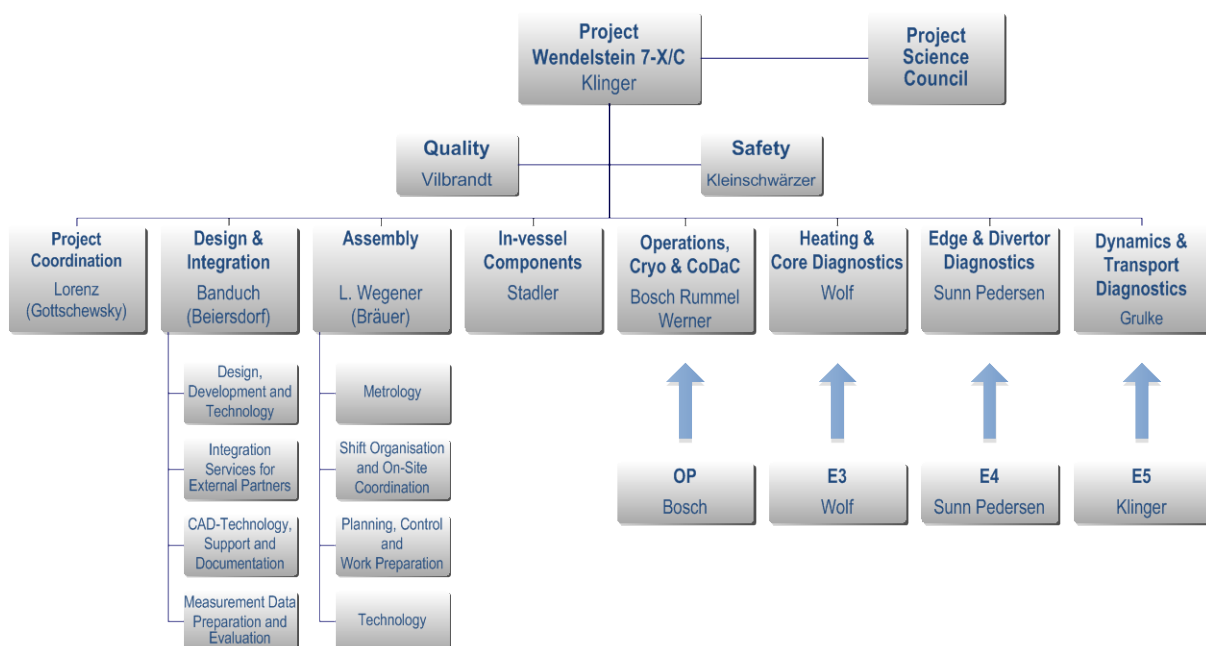 Project
Wendelstein 7-X/C
Klinger
Project
Science
Council
Quality
Vilbrandt
Safety
Kleinschwärzer
Project
Coordination
Lorenz
(Gottschewsky)
Design &
Integration
Banduch
(Beiersdorf)
Assembly
L. Wegener
(Bräuer)
In-vessel
Components
Stadler
Operations,
Cryo & CoDaC
Bosch Rummel
Werner
Heating &
Core Diagnostics
Wolf
Edge & Divertor
Diagnostics
Sunn Pedersen
Dynamics &
Transport
Diagnostics
Grulke
Design,
Development and
Technology
Integration
Services for
External Partners
CAD-Technology,
Support and
Documentation
Measurement Data
Preparation and
Evaluation
Metrology
Shift Organisation
and On-Site
Coordination
Planning, Control
and
Work Preparation
Technology
OP
Bosch
E3
Wolf
E4
Sunn Pedersen
E5
Klinger